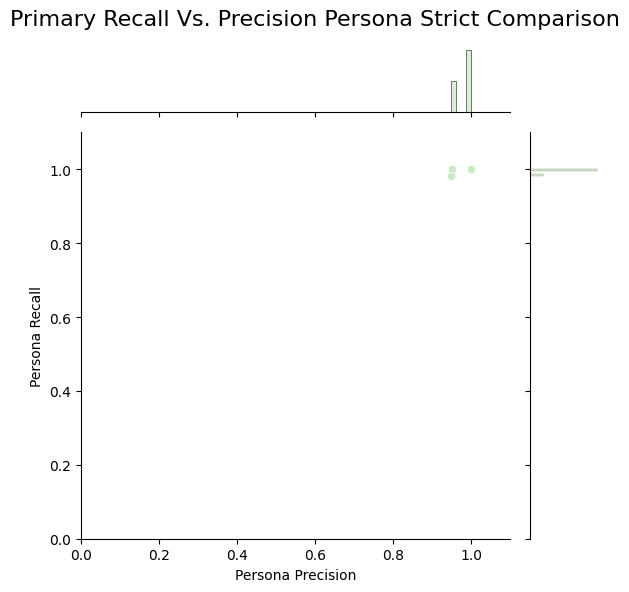 Primary Recall Vs. Precision Persona Strict Comparison
1.0
0.8
0.6
0.4
0.2
0.0
Persona Recall
0.0 0.2 0.4 0.6 0.8 1.0
Persona Precision